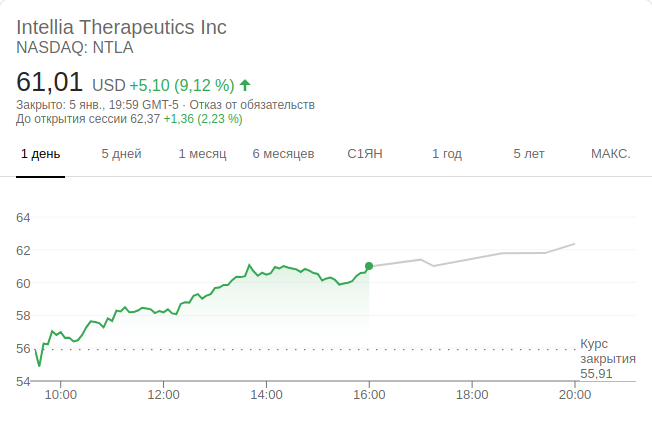 Intellia Therapeutics Inc
NASDAQ: NTLA
61,01 USD +5,10 (9,12 %) ↑
Закрыто: 5 янв., 19:59 GMT-5 · Отказ от обязательств
До открытия сессии 62,37 +1,36 (2,23 %)
1 день 5 дней 1 месяц 6 месяцев С1ЯН 1 год 5 лет МАКС.
64
62
60
58
56
Курс
закрытия
55,91
54
10:00 12:00 14:00 16:00 18:00 20:00